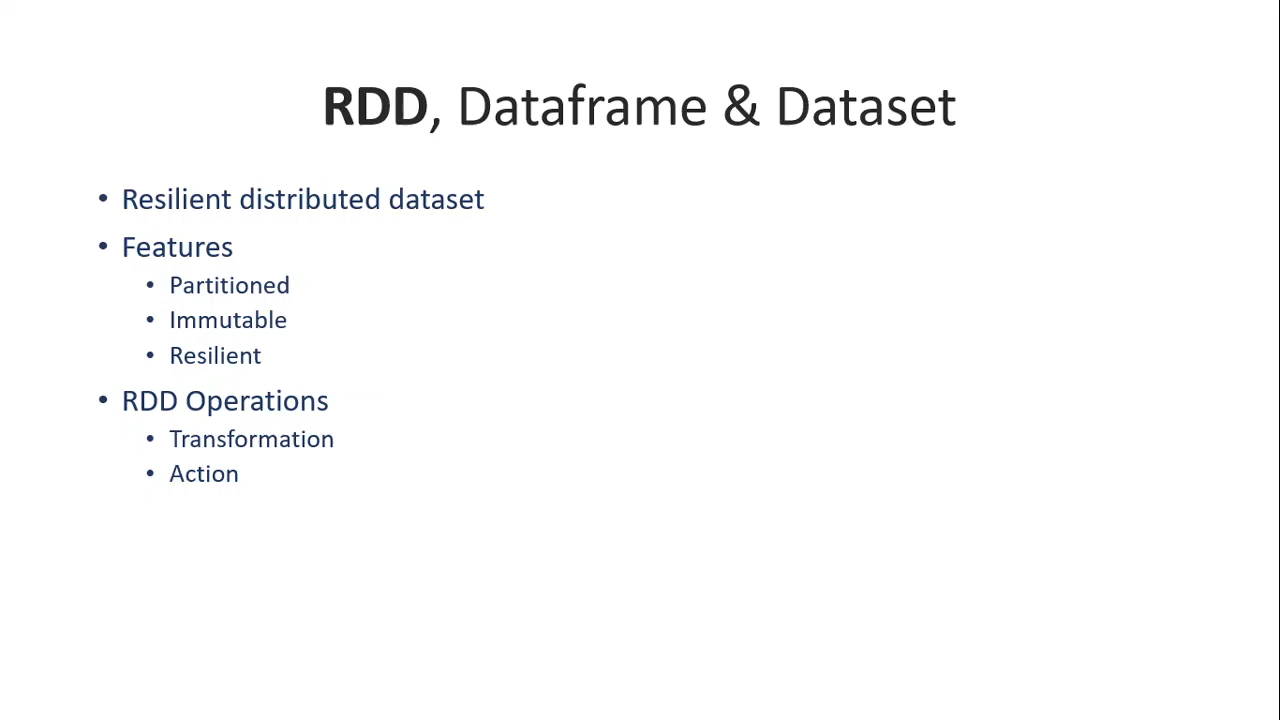 RDD, Dataframe & Dataset
• Resilient distributed dataset
• Features
• Partitioned
• Immutable
• Resilient
• RDD Operations
• Transformation
• Action